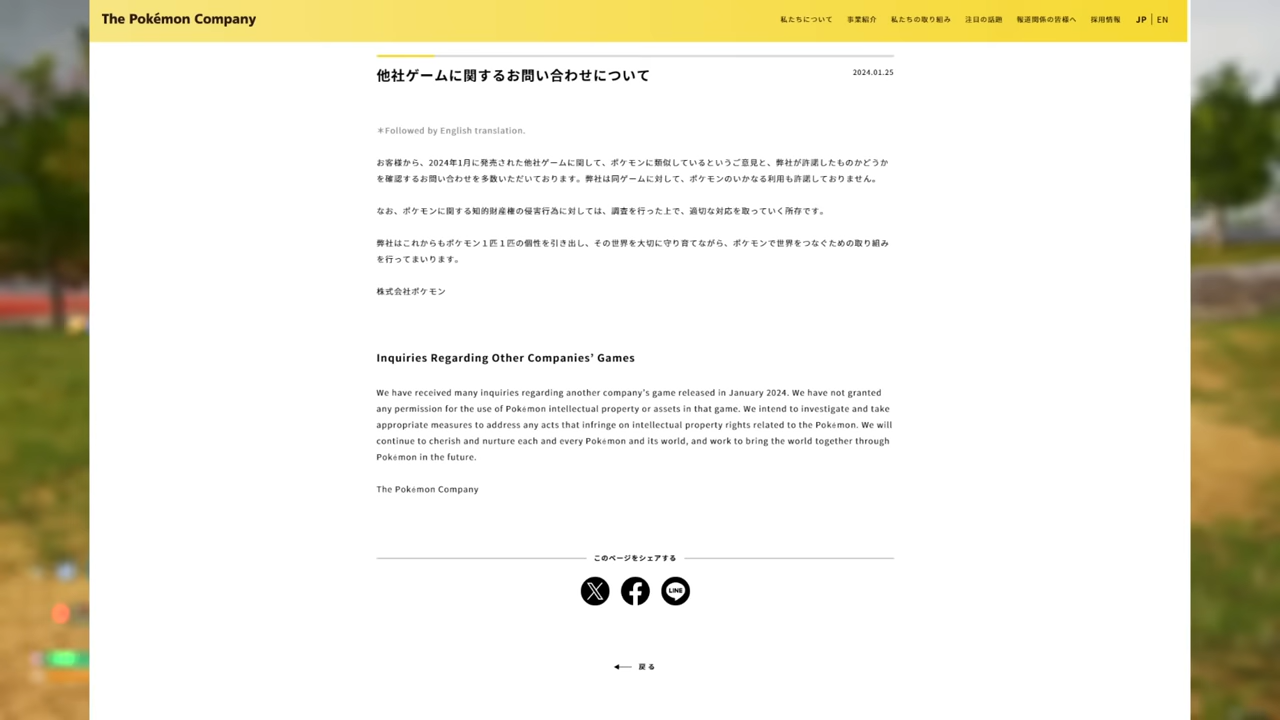 The Pokémon Company
私たちについて 事業紹介 私たちの取り組み 注目の話題 報道関係の皆様へ 採用情報 JP | EN
他社ゲームに関するお問い合わせについて
2024.01.25
＊Followed by English translation.
お客様から、2024年1月に発売された他社ゲームに関して、ポケモンに類似しているというご意見と、弊社が許諾したものかどうか
を確認するお問い合わせを多数いただいております。弊社は同ゲームに対して、ポケモンのいかなる利用も許諾しておりません。
なお、ポケモンに関する知的財産権の侵害行為に対しては、調査を行った上で、適切な対応を取っていく所存です。
弊社はこれからもポケモン１匹１匹の個性を引き出し、その世界を大切に守り育てながら、ポケモンで世界をつなぐための取り組み
を行ってまいります。
株式会社ポケモン
Inquiries Regarding Other Companies’ Games
We have received many inquiries regarding another company’s game released in January 2024. We have not granted
any permission for the use of Pokémon intellectual property or assets in that game. We intend to investigate and take
appropriate measures to address any acts that infringe on intellectual property rights related to the Pokémon. We will
continue to cherish and nurture each and every Pokémon and its world, and work to bring the world together through
Pokémon in the future.
The Pokémon Company
このページをシェアする
LINE
戻る